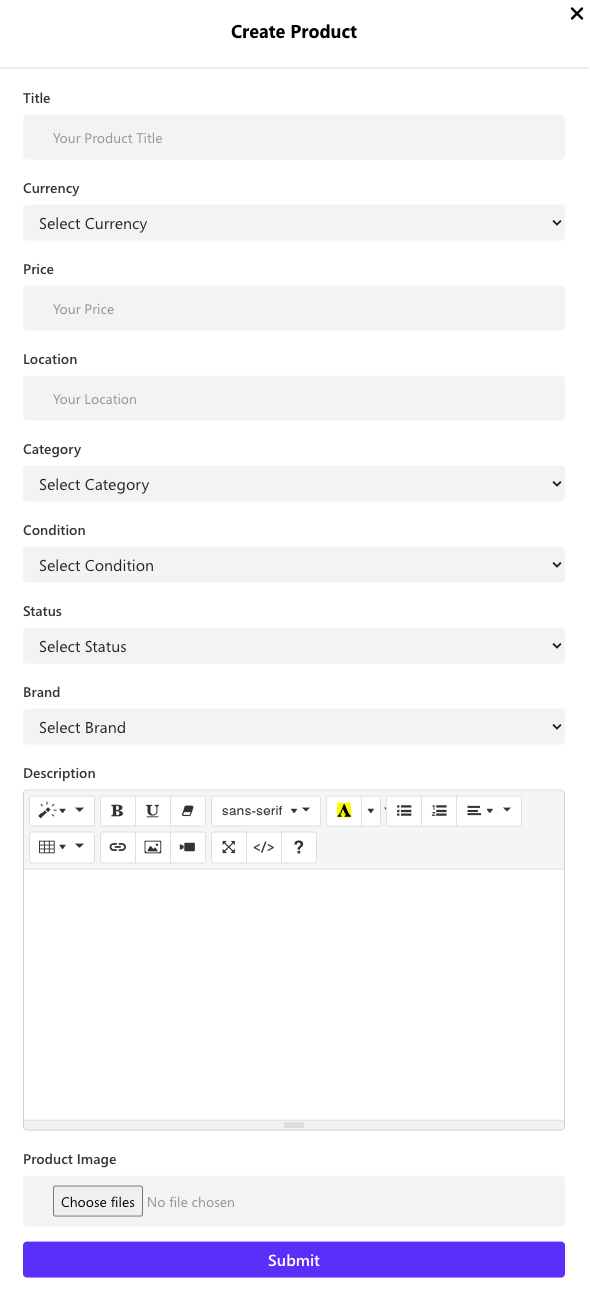 Create Product
Title
Your Product Title
Currency
Select Currency
Price
Your Price
Location
Your Location
Category
Select Category
Condition
Select Condition
Status
Select Status
Brand
Select Brand
Description
B U sans-serif A
</> ?
Product Image
Choose files No file chosen
Submit